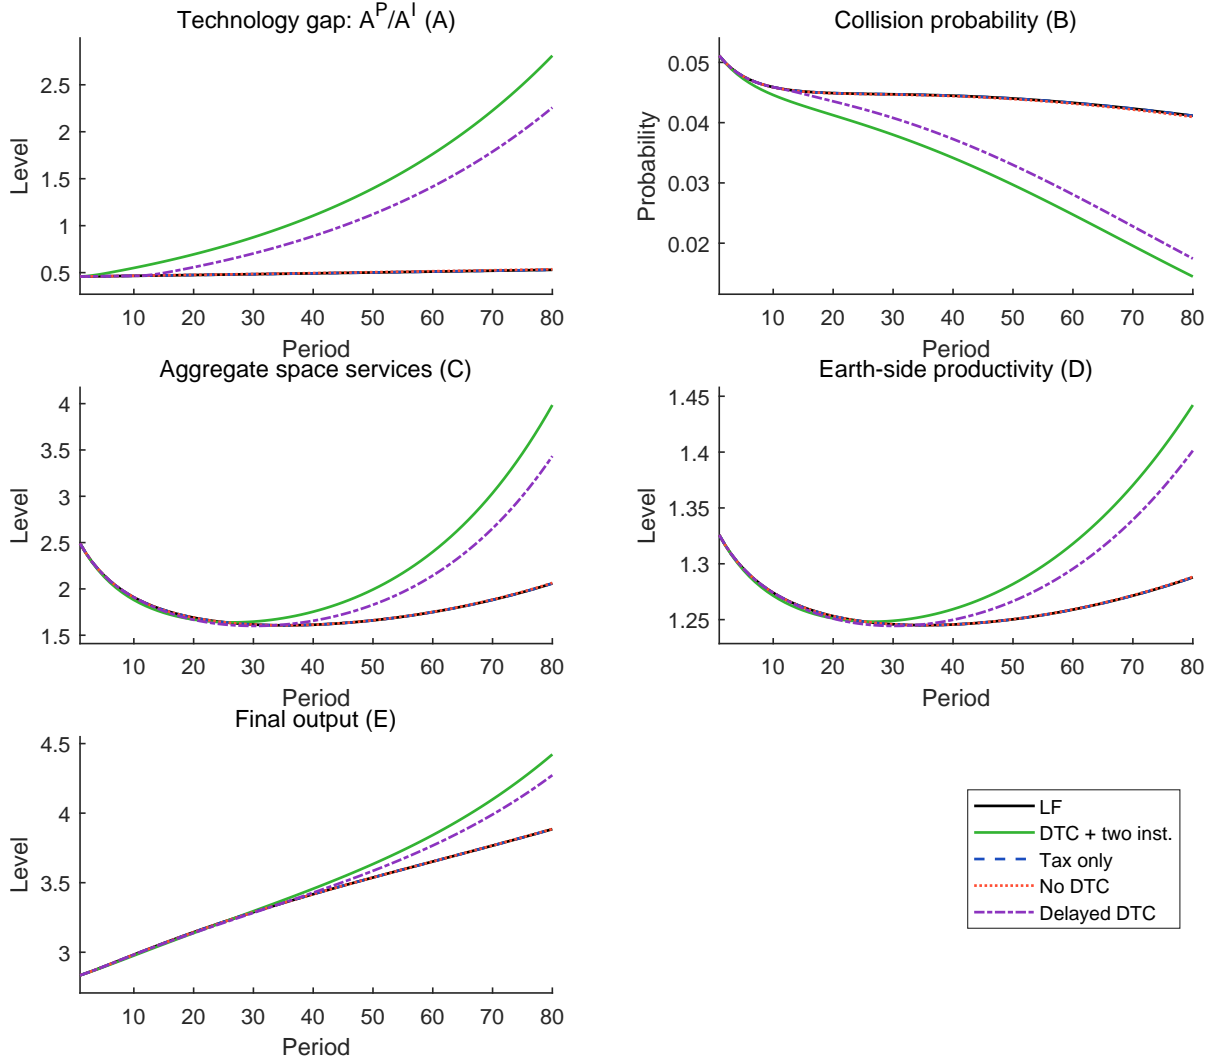 Technology gap: A^P/A^I (A)
Level
2.5
2
1.5
1
0.5
10 20 30 40 50 60 70 80
Period
Collision probability (B)
Probability
0.05
0.04
0.03
0.02
10 20 30 40 50 60 70 80
Period
Aggregate space services (C)
Level
4
3.5
3
2.5
2
1.5
10 20 30 40 50 60 70 80
Period
Earth-side productivity (D)
Level
1.45
1.4
1.35
1.3
1.25
10 20 30 40 50 60 70 80
Period
Final output (E)
Level
4.5
4
3.5
3
10 20 30 40 50 60 70 80
Period
LF
DTC + two inst.
Tax only
No DTC
Delayed DTC